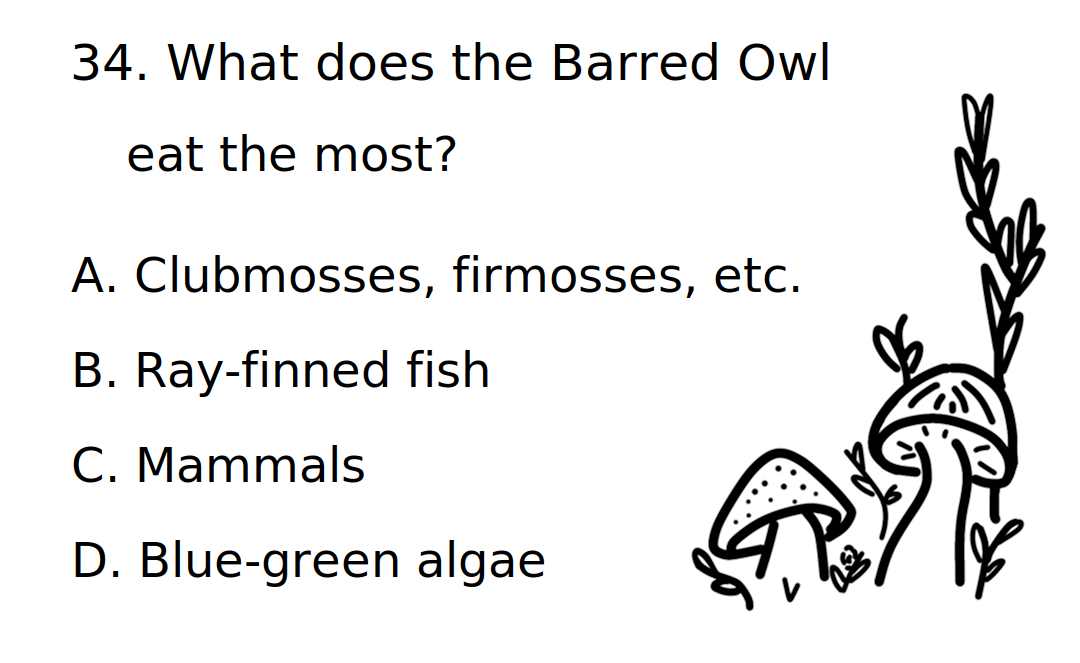 34. What does the Barred Owl
eat the most?
A. Clubmosses, firmosses, etc.
B. Ray-finned fish
C. Mammals
D. Blue-green algae